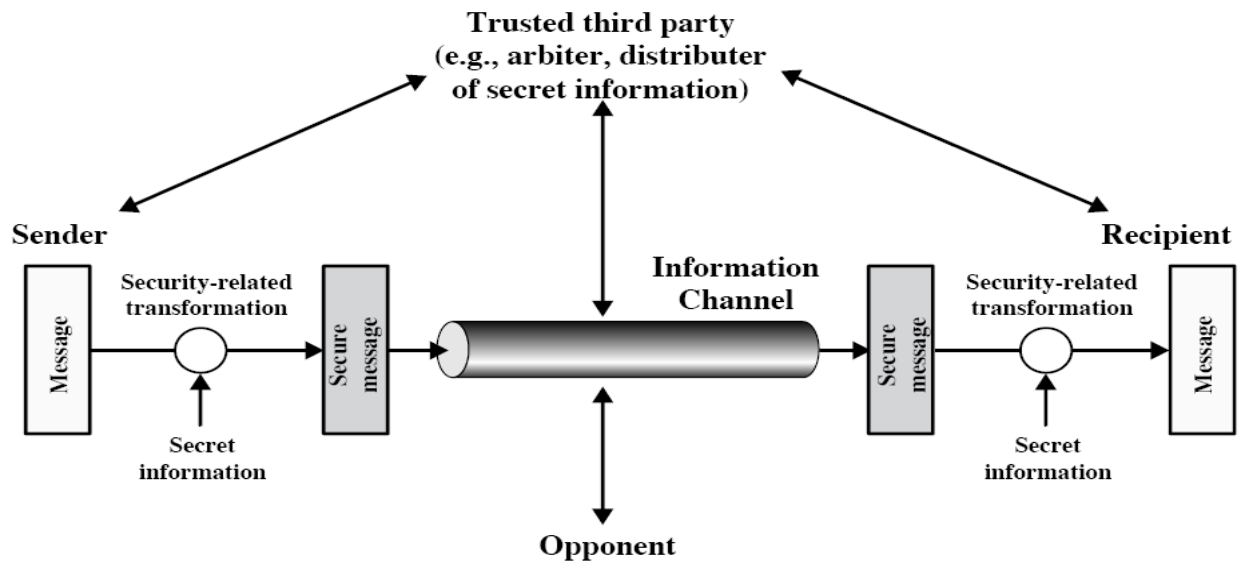 Trusted third party
(e.g., arbiter, distributer
of secret information)
Sender
Recipient
Information
Channel
Security-related
transformation
Security-related
transformation
Message
Secure
message
Secure
message
Message
Secret
information
Secret
information
Opponent